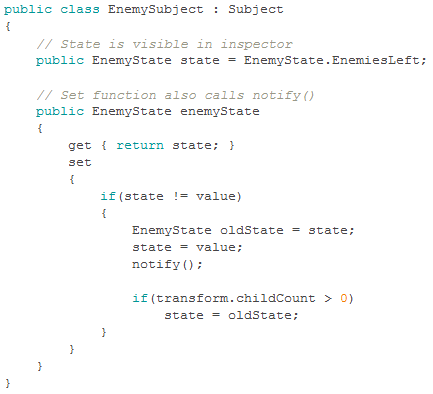 public class EnemySubject : Subject
{
    // State is visible in inspector
    public EnemyState state = EnemyState.EnemiesLeft;

    // Set function also calls notify()
    public EnemyState enemyState
    {
        get { return state; }
        set
        {
            if(state != value)
            {
                EnemyState oldState = state;
                state = value;
                notify();

                if(transform.childCount > 0)
                    state = oldState;
            }
        }
    }
}